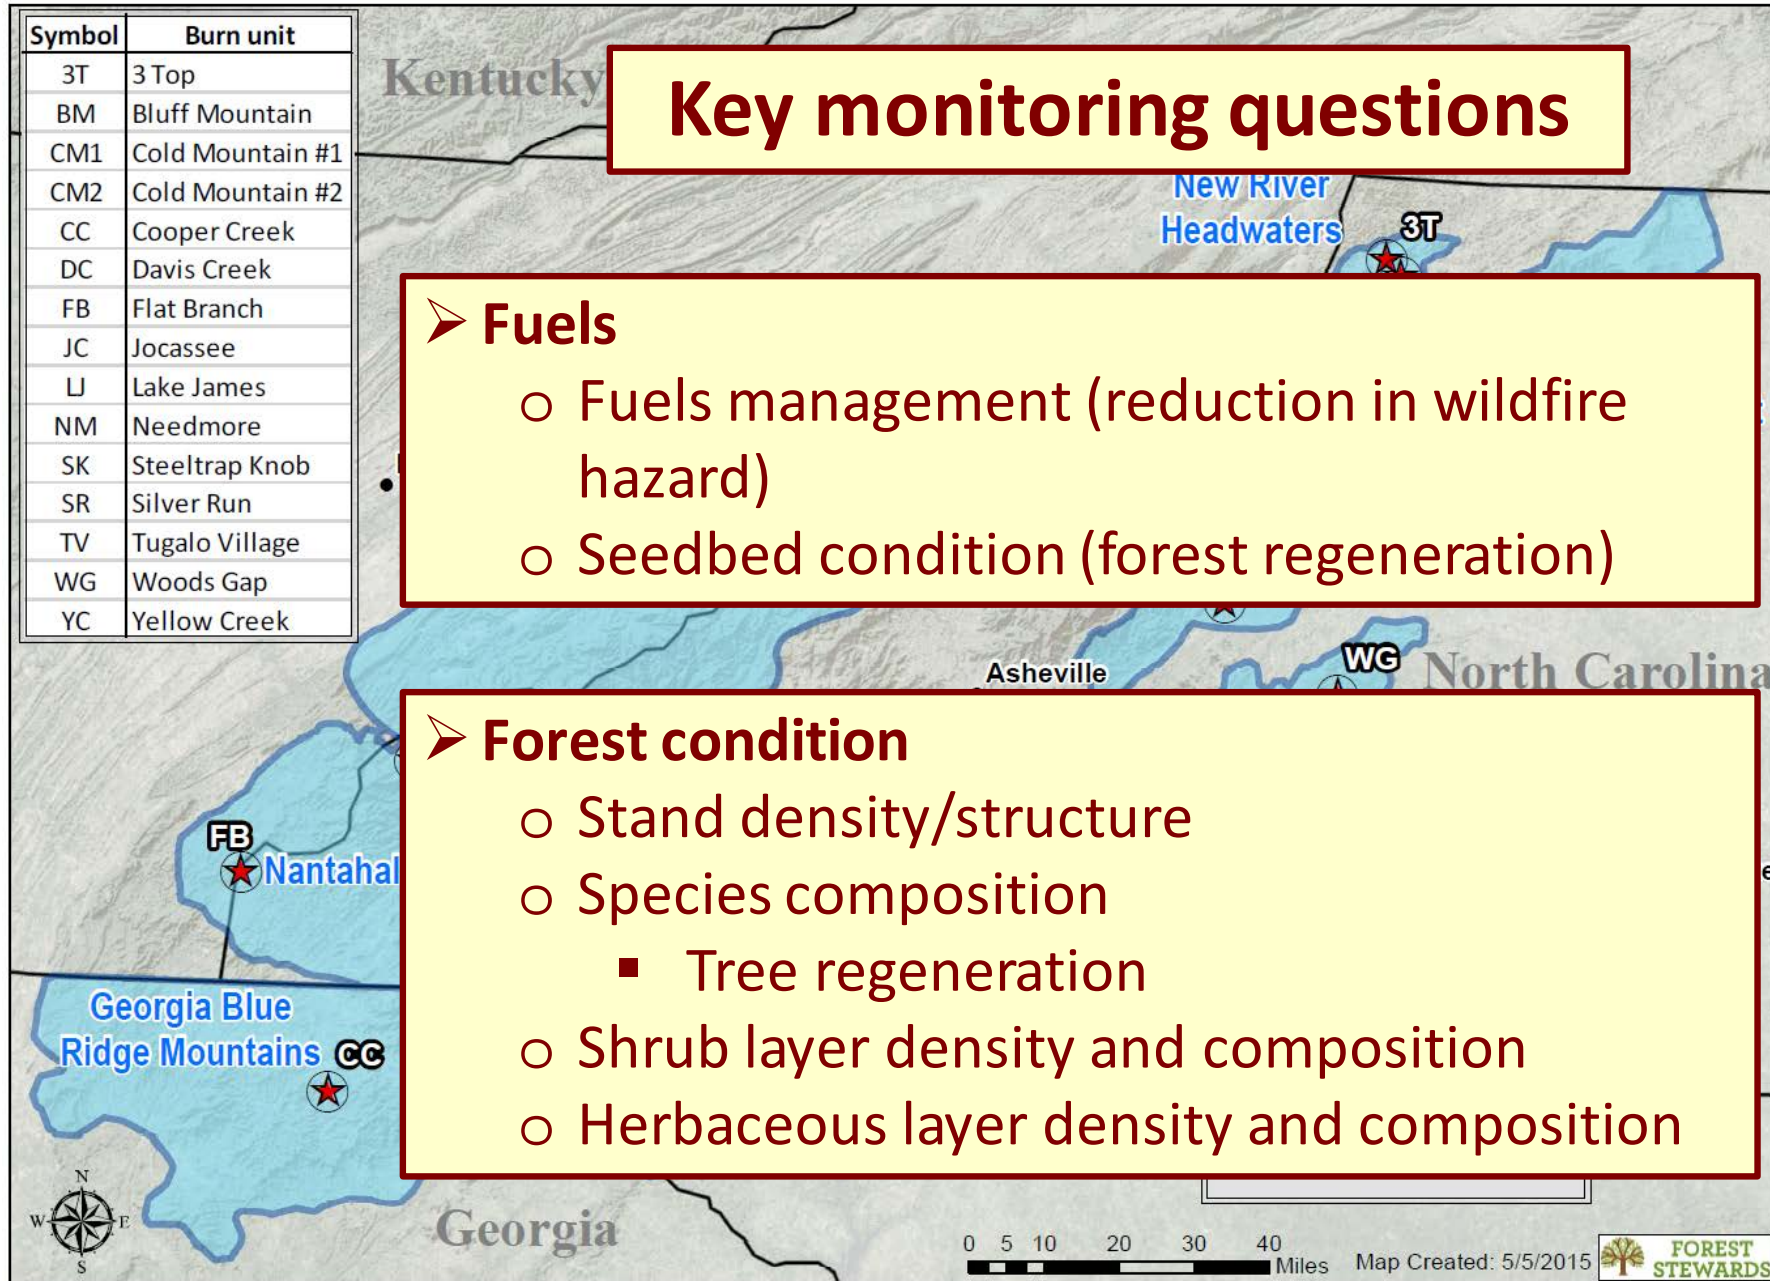 Symbol Burn unit
3T 3 Top
BM Bluff Mountain
CM1 Cold Mountain #1
CM2 Cold Mountain #2
CC Cooper Creek
DC Davis Creek
FB Flat Branch
JC Jocassee
LJ Lake James
NM Needmore
SK Steeltrap Knob
SR Silver Run
TV Tugalo Village
WG Woods Gap
YC Yellow Creek
Kentucky
Key monitoring questions
New River
Headwaters
3T
➢ Fuels
o Fuels management (reduction in wildfire
hazard)
o Seedbed condition (forest regeneration)
Asheville
WG
North Carolina
➢ Forest condition
o Stand density/structure
o Species composition
▪ Tree regeneration
o Shrub layer density and composition
o Herbaceous layer density and composition
FB
Nantahal
Georgia Blue
Ridge Mountains
CC
N
W E
S
Georgia
0 5 10 20 30 40
Miles
Map Created: 5/5/2015
FOREST
STEWARDS